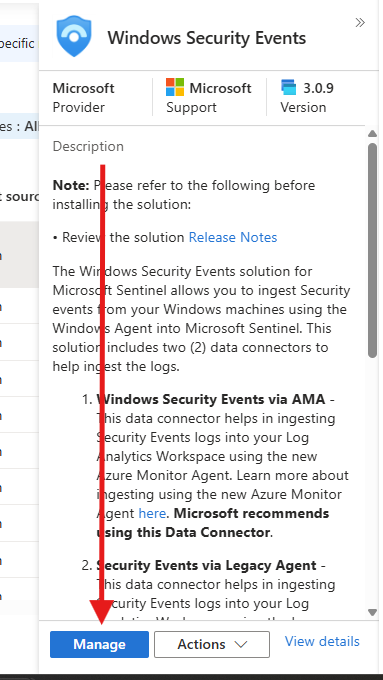 Windows Security Events
pecific
Microsoft
Provider
Microsoft
Support
3.0.9
Version
es : Al
Description
t sourc
Note: Please refer to the following before
installing the solution:
• Review the solution Release Notes
The Windows Security Events solution for
Microsoft Sentinel allows you to ingest Security
events from your Windows machines using the
Windows Agent into Microsoft Sentinel. This
solution includes two (2) data connectors to
help ingest the logs.
1. Windows Security Events via AMA -
This data connector helps in ingesting
Security Events logs into your Log
Analytics Workspace using the new
Azure Monitor Agent. Learn more about
ingesting using the new Azure Monitor
Agent here. Microsoft recommends
using this Data Connector.
2. Security Events via Legacy Agent -
This data connector helps in ingesting
Security Events logs into your Log
Manage
Actions
View details